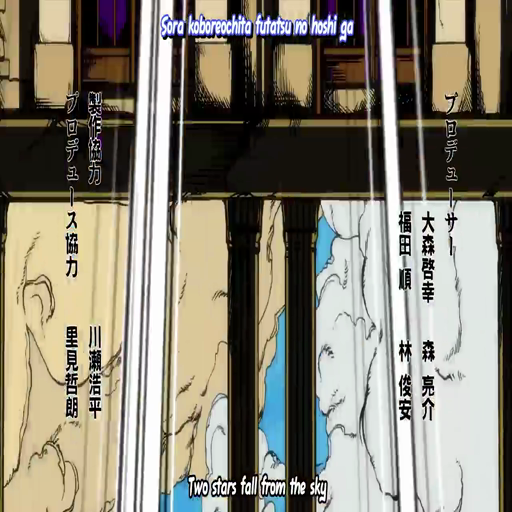 Sora koboreochita futatsu no hoshi ga
プロデューサー
大森啓幸　森 亮介
福田 順　林 俊安
製作協力　川瀬浩平
プロデュース協力　里見哲朗
Two stars fall from the sky